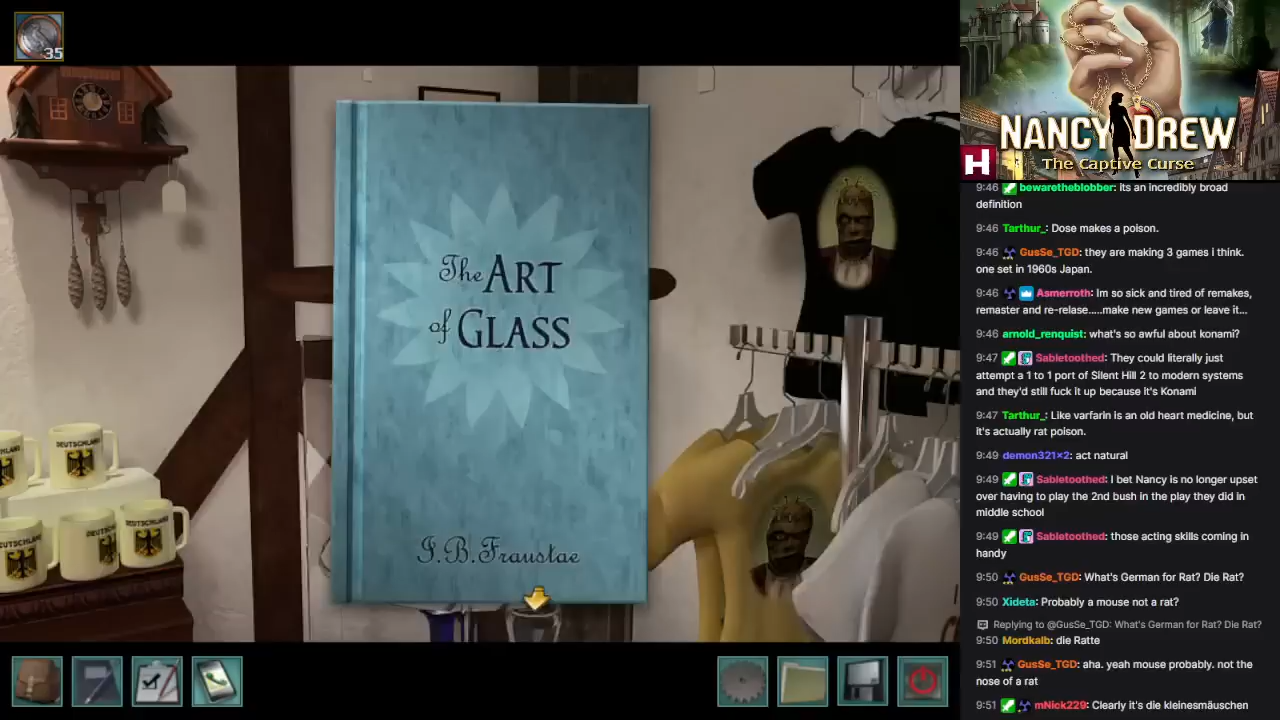 35
The ART
of GLASS
J.B.Fraustae
DEUTSCHLAND
NANCY DREW
The Captive Curse
H
9:46 bewaretheblobber: its an incredibly broad
definition
9:46 Tarthur_: Dose makes a poison.
9:46 GusSe_TGD: they are making 3 games i think.
one set in 1960s Japan.
9:46 Asmerroth: Im so sick and tired of remakes,
remaster and re-relase.....make new games or leave it...
9:46 arnold_renquist: what's so awful about konami?
9:47 Sabletoothed: They could literally just
attempt a 1 to 1 port of Silent Hill 2 to modern systems
and they'd still fuck it up because it's Konami
9:47 Tarthur_: Like varfarin is an old heart medicine, but
it's actually rat poison.
9:49 demon321x2: act natural
9:49 Sabletoothed: I bet Nancy is no longer upset
over having to play the 2nd bush in the play they did in
middle school
9:49 Sabletoothed: those acting skills coming in
handy
9:50 GusSe_TGD: What's German for Rat? Die Rat?
9:50 Xideta: Probably a mouse not a rat?
Replying to @GusSe_TGD: What's German for Rat? Die Rat?
9:50 Mordkalb: die Ratte
9:51 GusSe_TGD: aha. yeah mouse probably. not the
nose of a rat
9:51 mNick229: Clearly it's die kleinesmäuschen